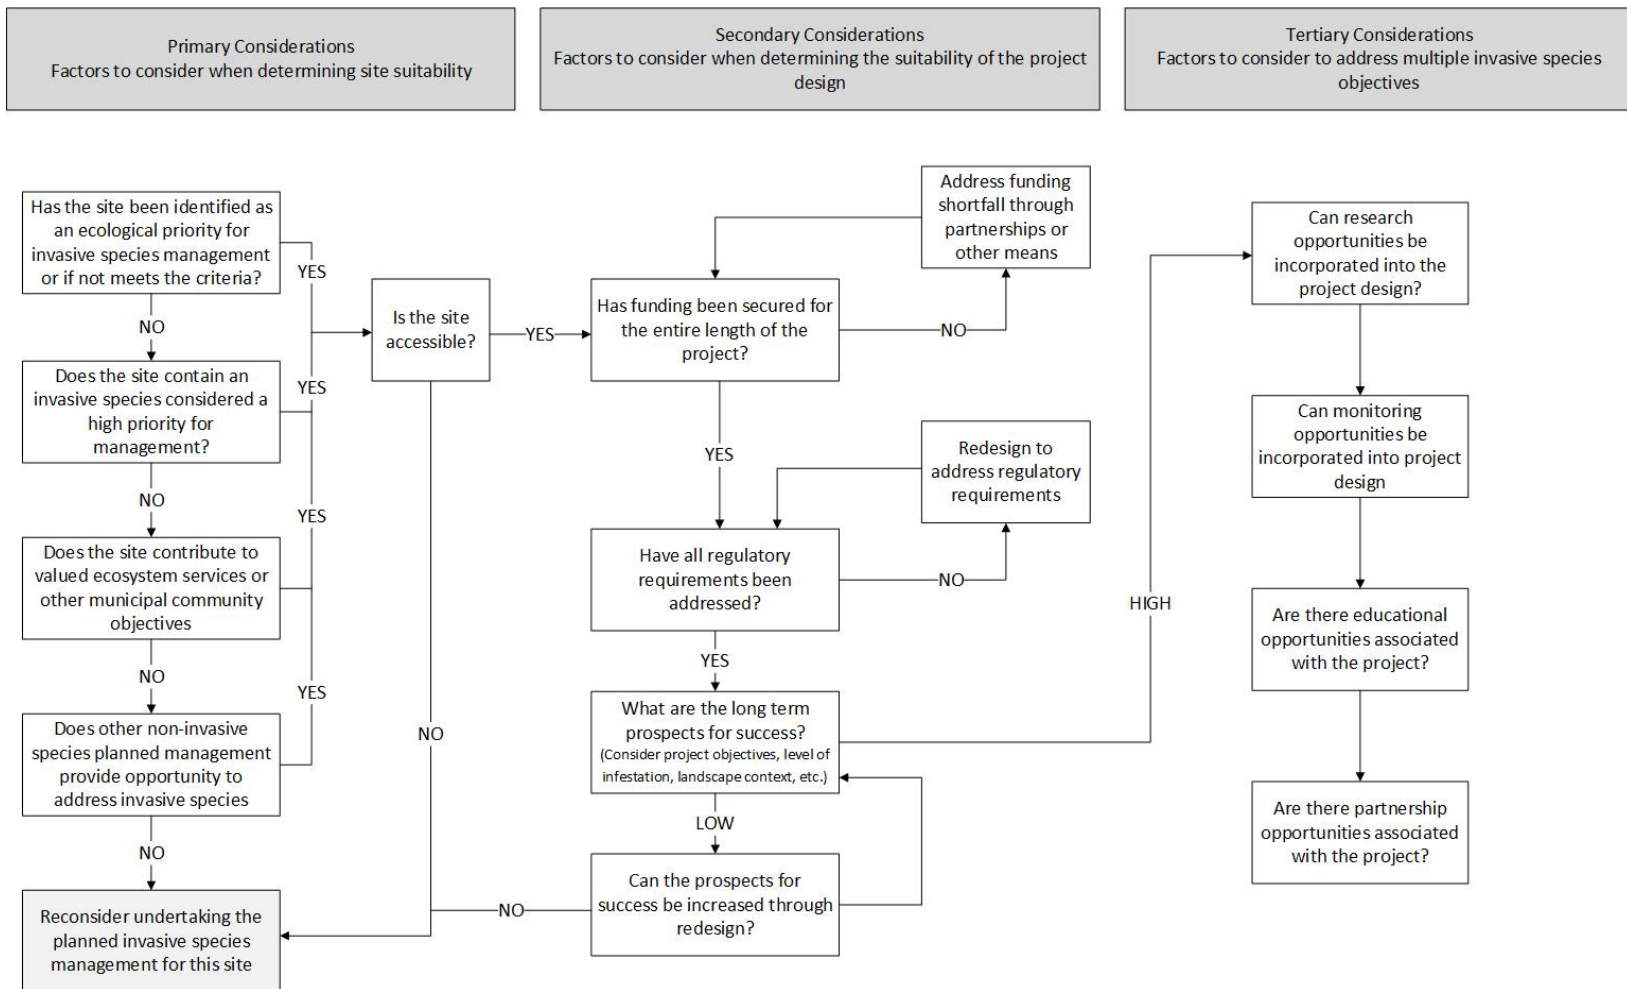 Primary Considerations
Factors to consider when determining site suitability
Secondary Considerations
Factors to consider when determining the suitability of the project
design
Tertiary Considerations
Factors to consider to address multiple invasive species
objectives
Has the site been identified as
an ecological priority for
invasive species management
or if not meets the criteria?
YES
NO
Does the site contain an
invasive species considered a
high priority for
management?
YES
NO
Does the site contribute to
valued ecosystem services or
other municipal community
objectives
YES
NO
Does other non-invasive
species planned management
provide opportunity to
address invasive species
YES
NO
Reconsider undertaking the
planned invasive species
management for this site
Is the site
accessible?
YES
NO
Address funding
shortfall through
partnerships or
other means
Has funding been secured for
the entire length of the
project?
NO
YES
Redesign to
address regulatory
requirements
Have all regulatory
requirements been
addressed?
NO
YES
What are the long term
prospects for success?
(Consider project objectives, level of
infestation, landscape context, etc.)
LOW
HIGH
Can the prospects for
success be increased through
redesign?
NO
Can research
opportunities be
incorporated into the
project design?
Can monitoring
opportunities be
incorporated into project
design
Are there educational
opportunities associated
with the project?
Are there partnership
opportunities associated
with the project?